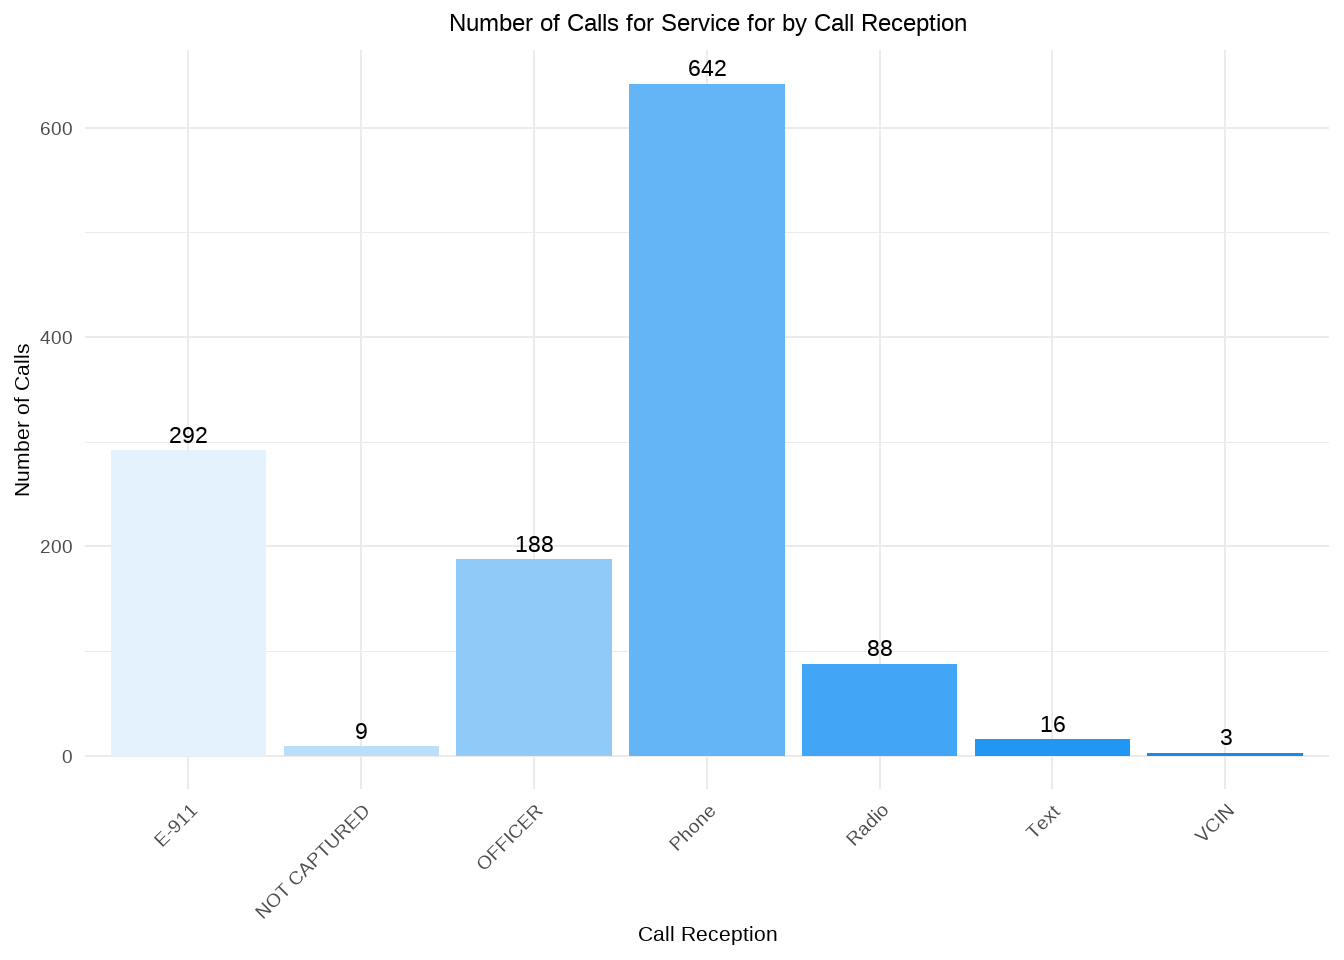 Number of Calls for Service for by Call Reception
642
600
400
292
200
188
88
16
9
3
0
Number of Calls
E-911
NOT CAPTURED
OFFICER
Phone
Radio
Text
VCIN
Call Reception